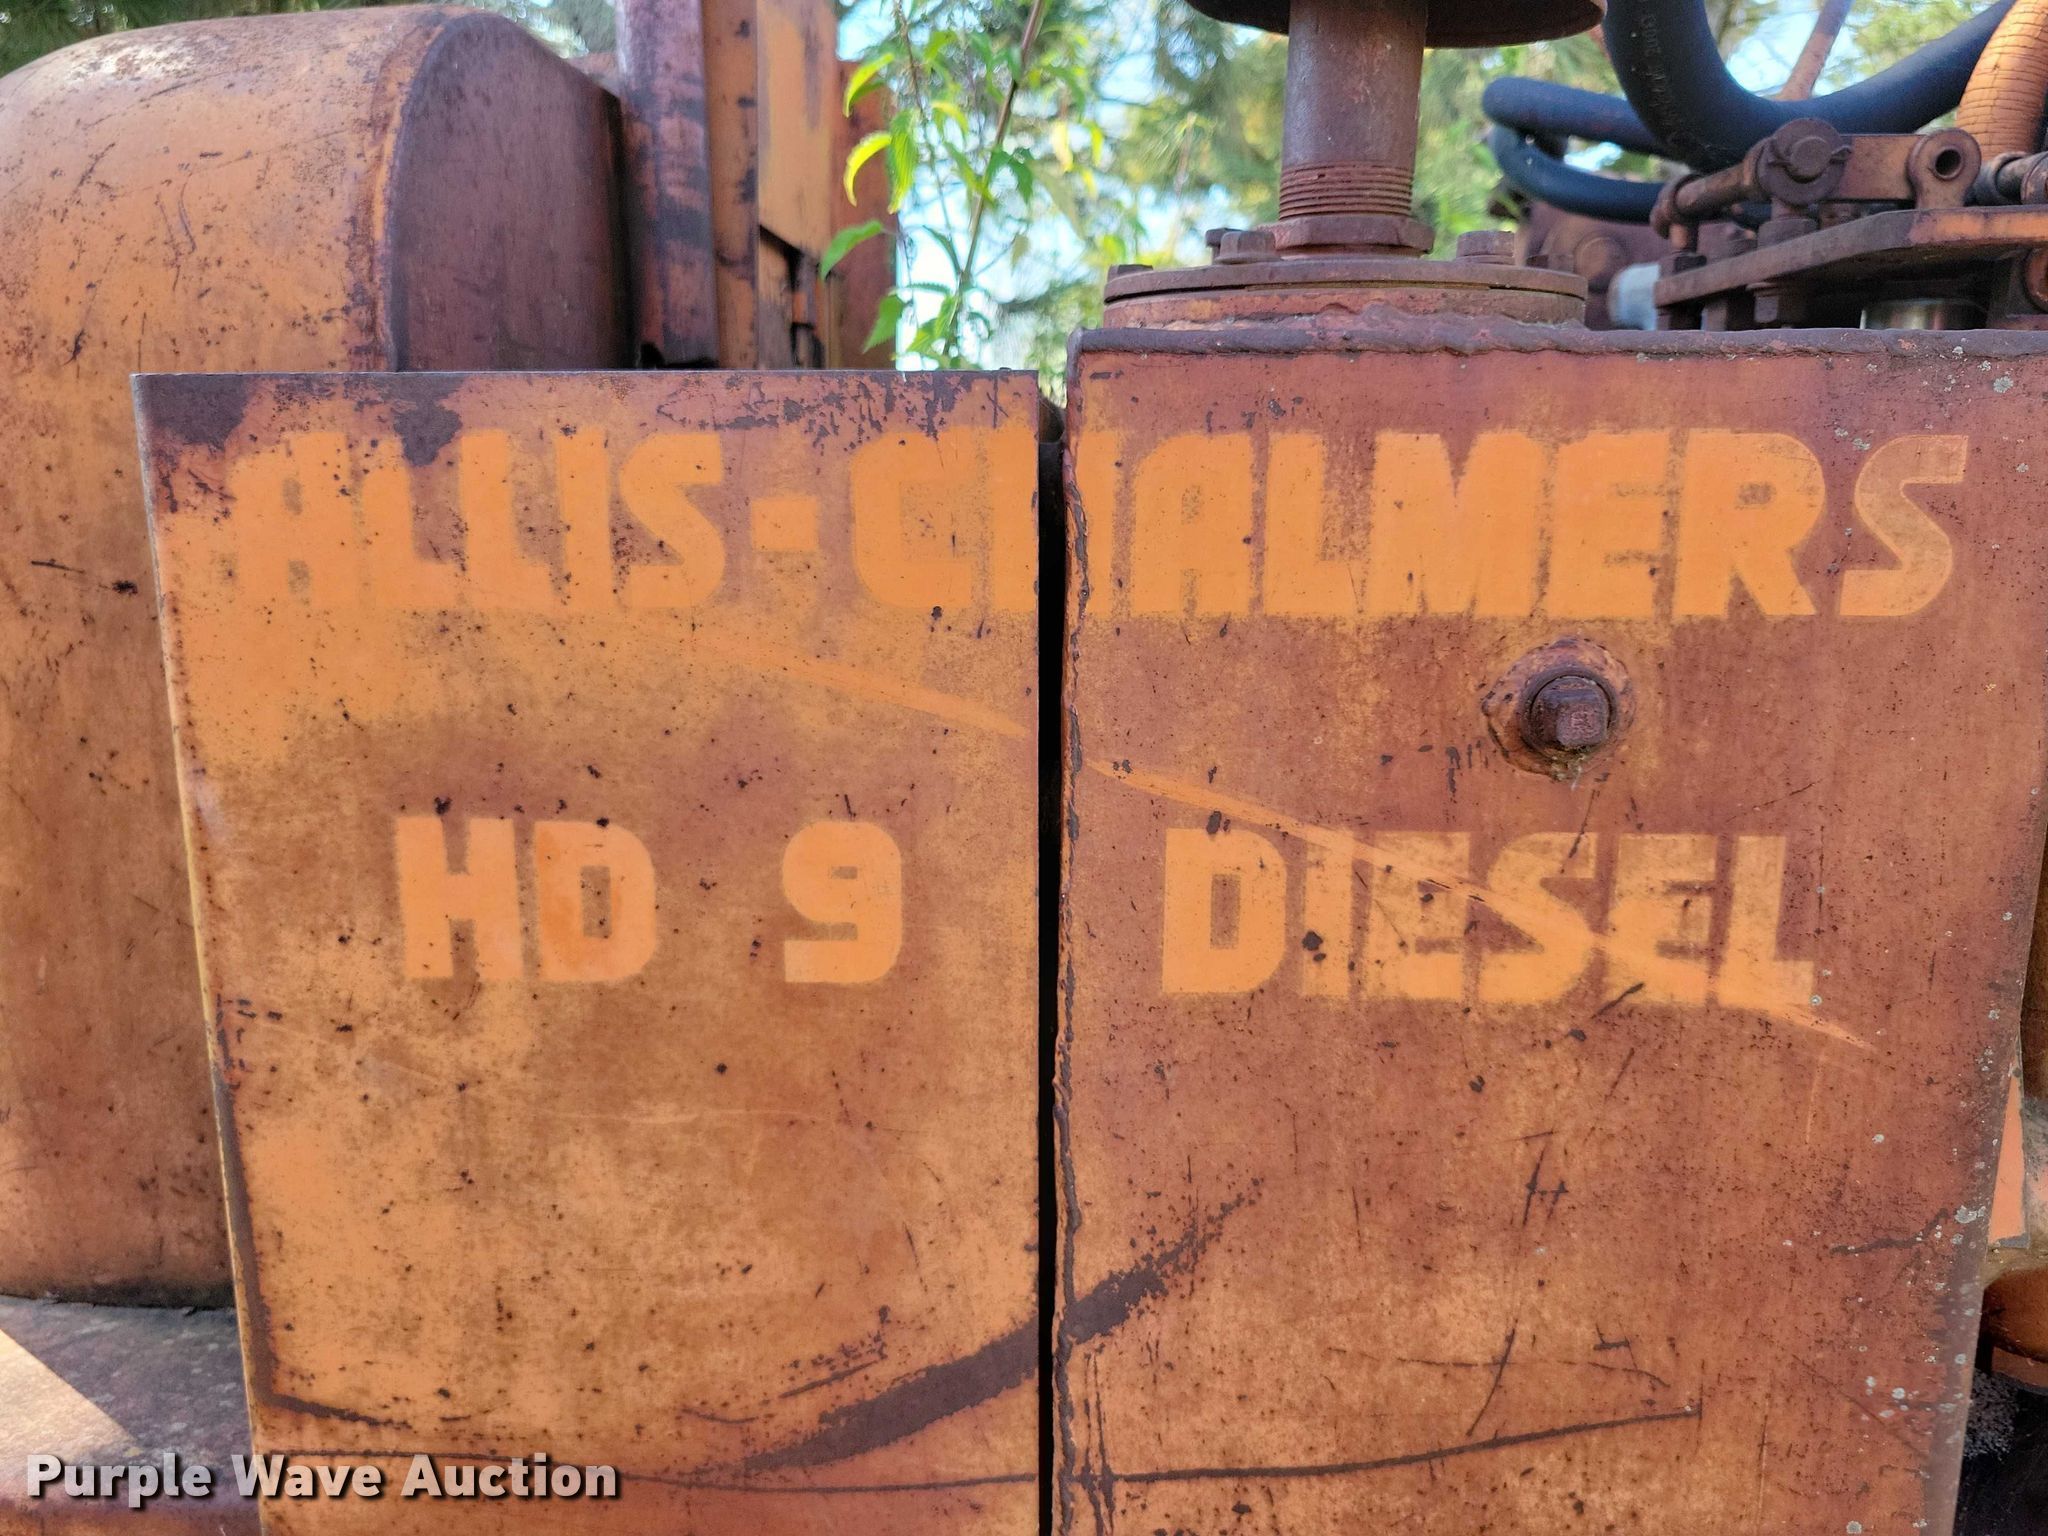 ALLIS-CHALMERS
HD 9 DIESEL
Purple Wave Auction